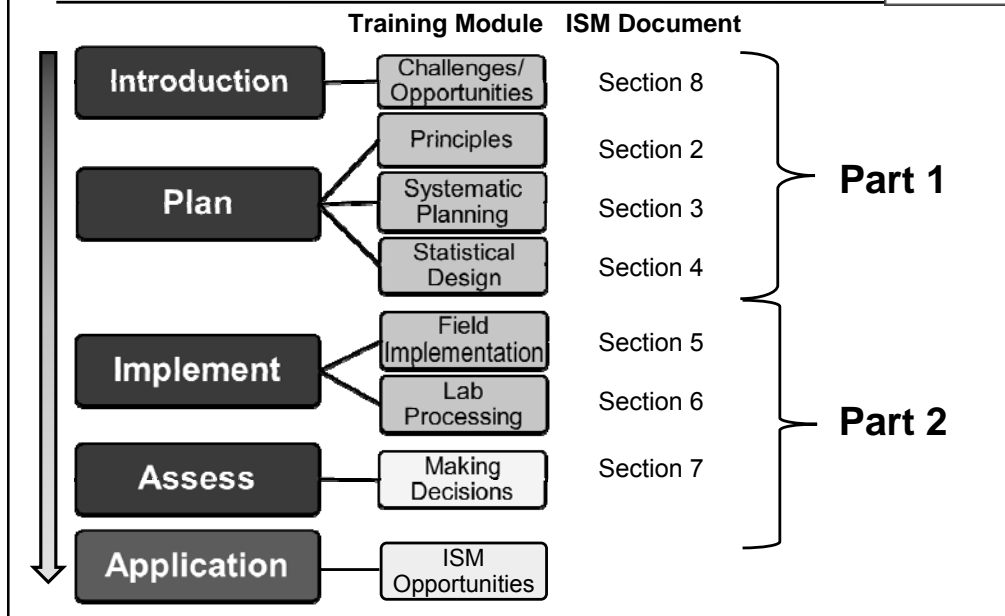 Training Module ISM Document
Introduction
Challenges/
Opportunities
Section 8
Plan
Principles
Section 2
Systematic
Planning
Section 3
Statistical
Design
Section 4
Part 1
Implement
Field
Implementation
Section 5
Lab
Processing
Section 6
Part 2
Assess
Making
Decisions
Section 7
Application
ISM
Opportunities